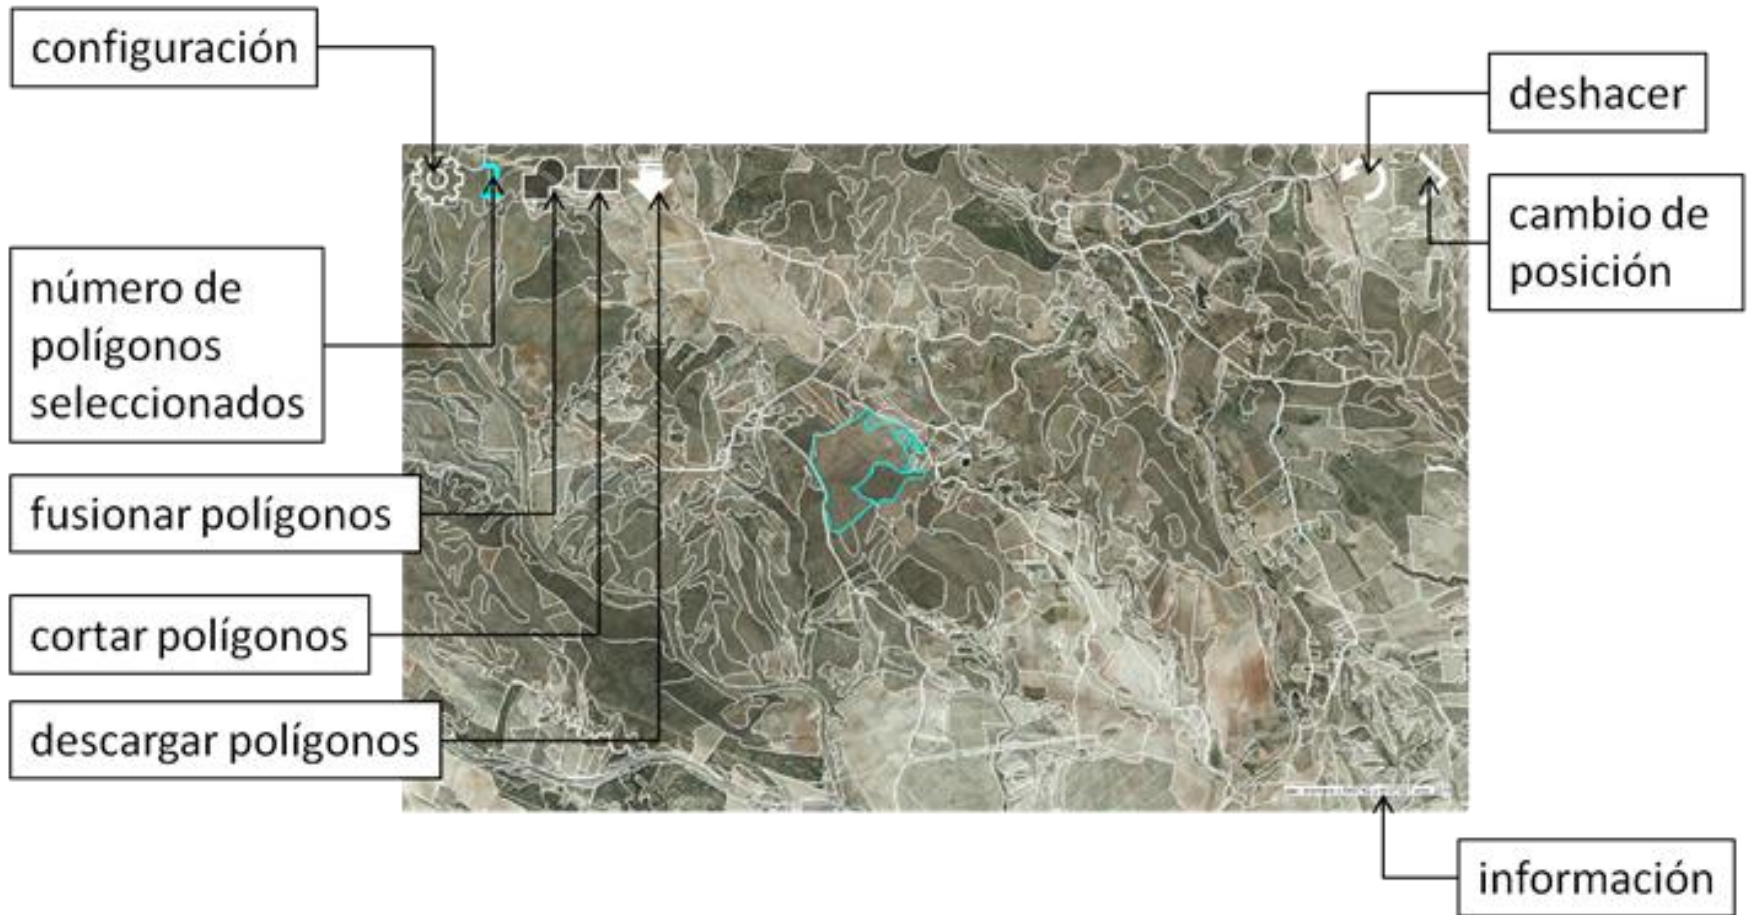 configuración
número de
polígonos
seleccionados
fusionar polígonos
cortar polígonos
descargar polígonos
deshacer
cambio de
posición
información